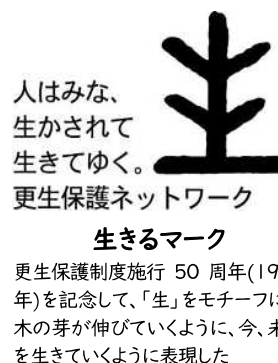 人はみな、
生かされて
生きてゆく。
更生保護ネットワーク
生きるマーク
更生保護制度施行 50 周年(19
年)を記念して、「生」をモチーフに
木の芽が伸びていくように、今、未
を生きていくように表現した